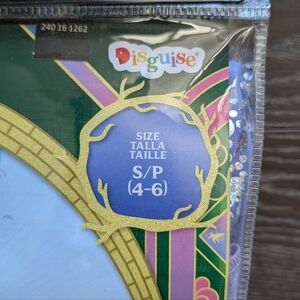 240 16 1262
Disguise
SIZE
TALLA
TAILLE
S/P
(4-6)